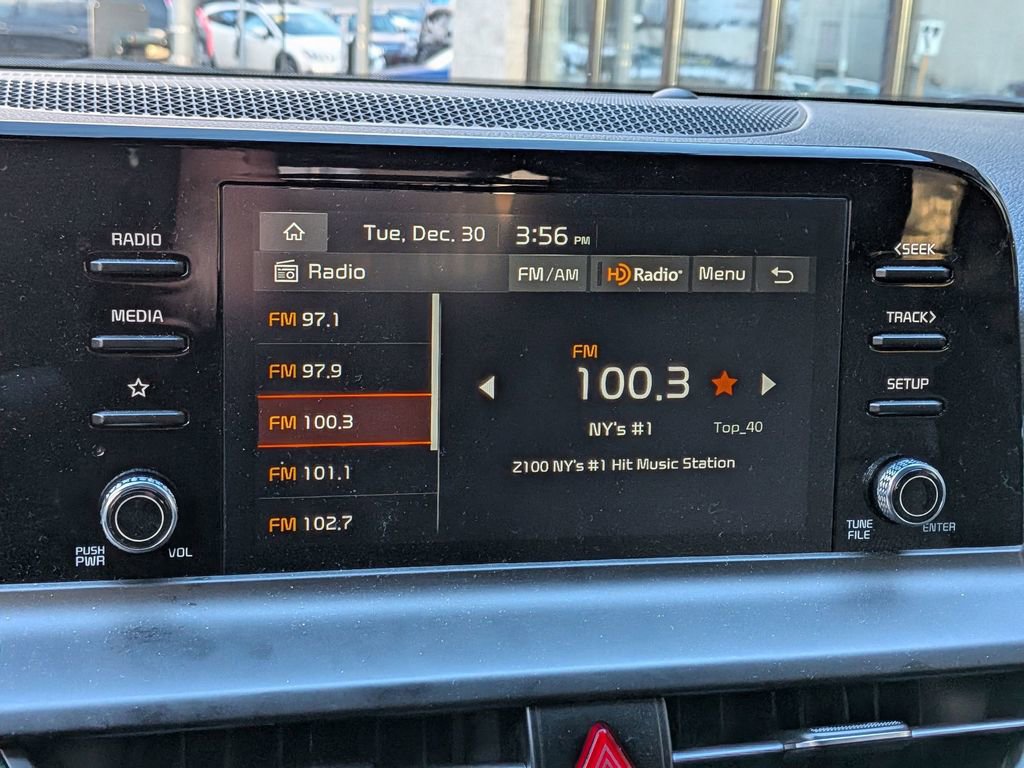 RADIO
MEDIA
PUSH
PWR
VOL
Tue, Dec. 30 3:56 PM
Radio FM/AM HD Radio Menu
FM 97.1
FM 97.9
FM 100.3
FM 101.1
FM 102.7
FM
100.3
NY's #1 Top_40
Z100 NY's #1 Hit Music Station
<SEEK
TRACK>
SETUP
TUNE
FILE
ENTER